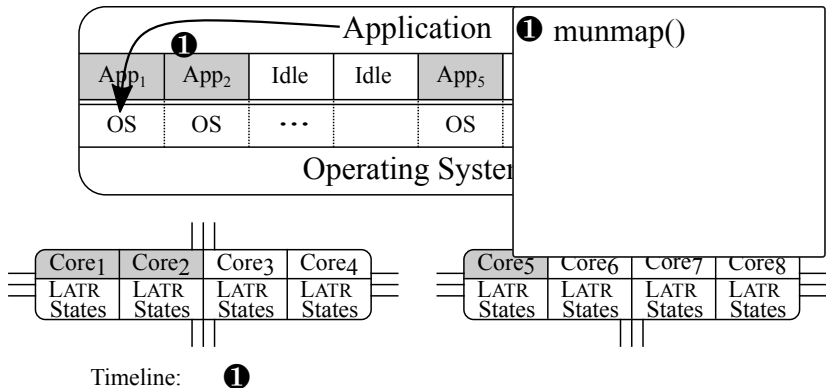 Application
❶ munmap()
❶
App1 App2 Idle Idle App5
OS OS ... OS
Operating Syste
Core1 Core2 Core3 Core4 Core5 Core6 Core7 Core8
LATR LATR LATR LATR LATR LATR LATR LATR
States States States States States States States States
Timeline: ❶